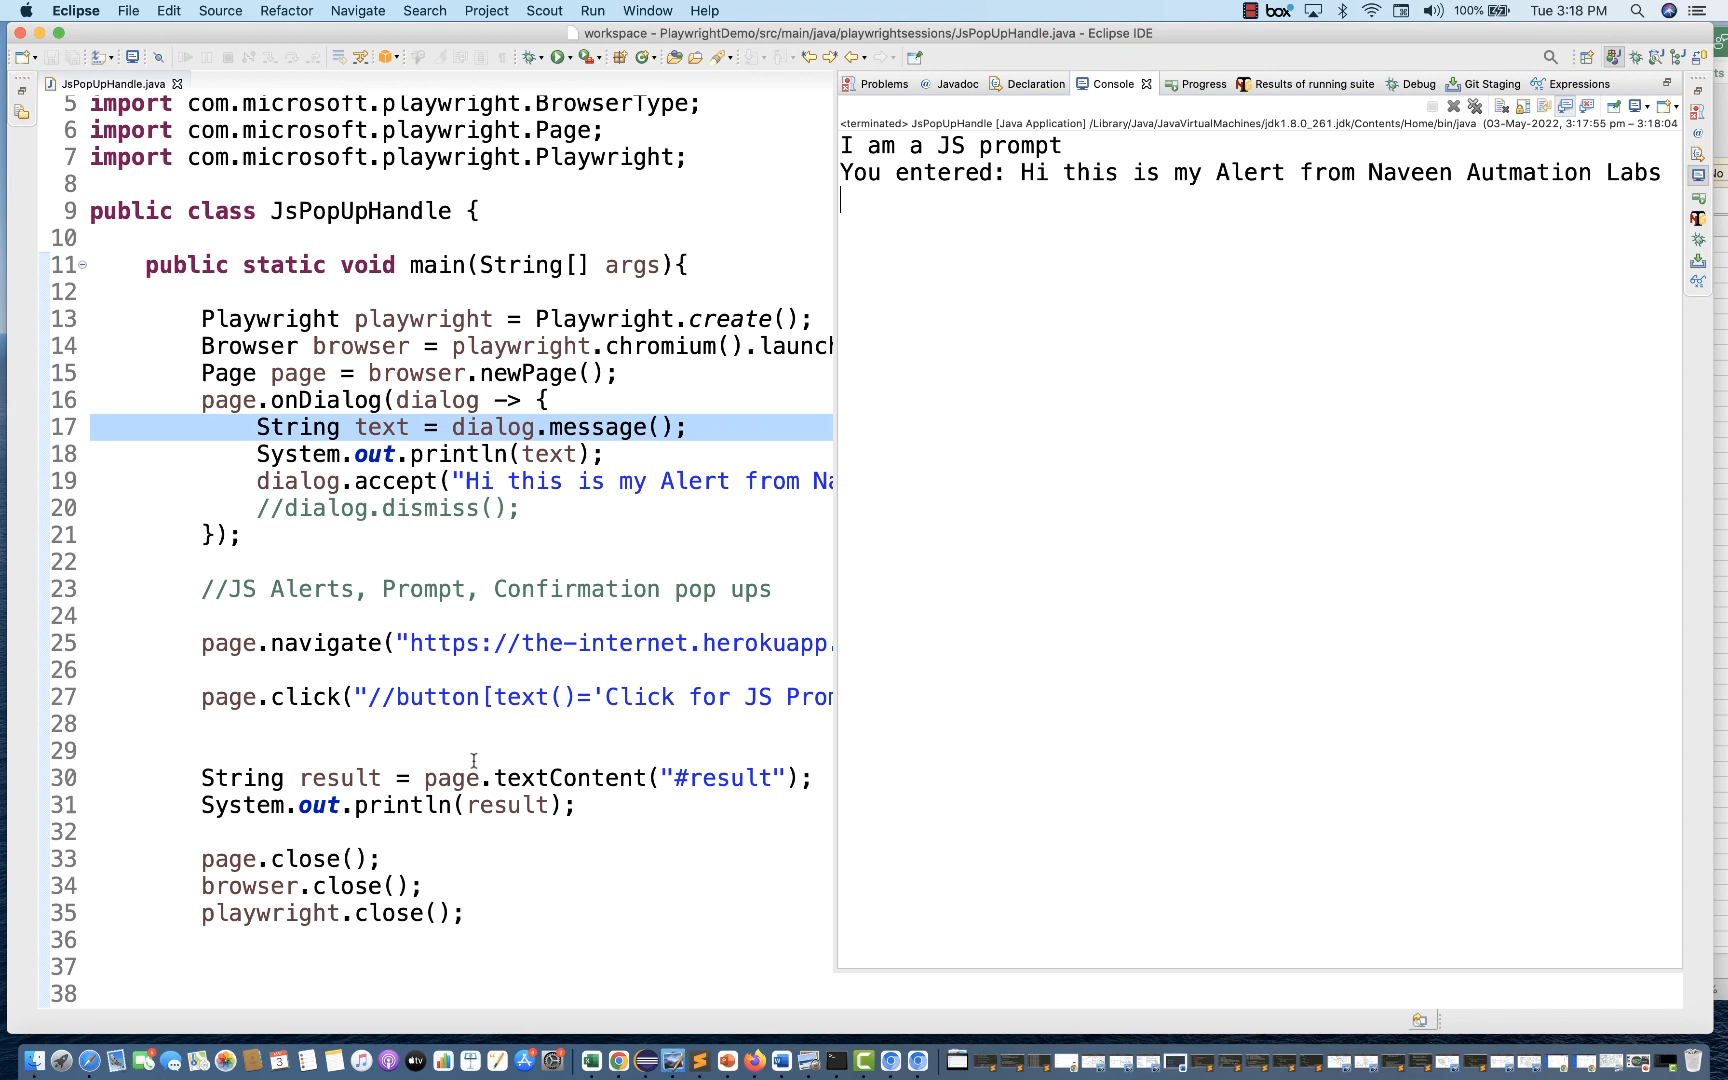 Eclipse File Edit Source Refactor Navigate Search Project Scout Run Window Help
box 100% Tue 3:18 PM
workspace - PlaywrightDemo/src/main/java/playwrightsessions/JsPopUpHandle.java - Eclipse IDE
JsPopUpHandle.java
5 import com.microsoft.playwright.BrowserType;
6 import com.microsoft.playwright.Page;
7 import com.microsoft.playwright.Playwright;
8
9 public class JsPopUpHandle {
10
11 public static void main(String[] args){
12
13 Playwright playwright = Playwright.create();
14 Browser browser = playwright.chromium().launch
15 Page page = browser.newPage();
16 page.onDialog(dialog -> {
17 String text = dialog.message();
18 System.out.println(text);
19 dialog.accept("Hi this is my Alert from Na
20 //dialog.dismiss();
21 });
22
23 //JS Alerts, Prompt, Confirmation pop ups
24
25 page.navigate("https://the-internet.herokuapp.
26
27 page.click("//button[text()='Click for JS Prom
28
29
30 String result = page.textContent("#result");
31 System.out.println(result);
32
33 page.close();
34 browser.close();
35 playwright.close();
36
37
38
Problems Javadoc Declaration Console Progress Results of running suite Debug Git Staging Expressions
<terminated> JsPopUpHandle [Java Application] /Library/Java/JavaVirtualMachines/jdk1.8.0_261.jdk/Contents/Home/bin/java (03-May-2022, 3:17:55 pm – 3:18:04
I am a JS prompt
You entered: Hi this is my Alert from Naveen Autmation Labs